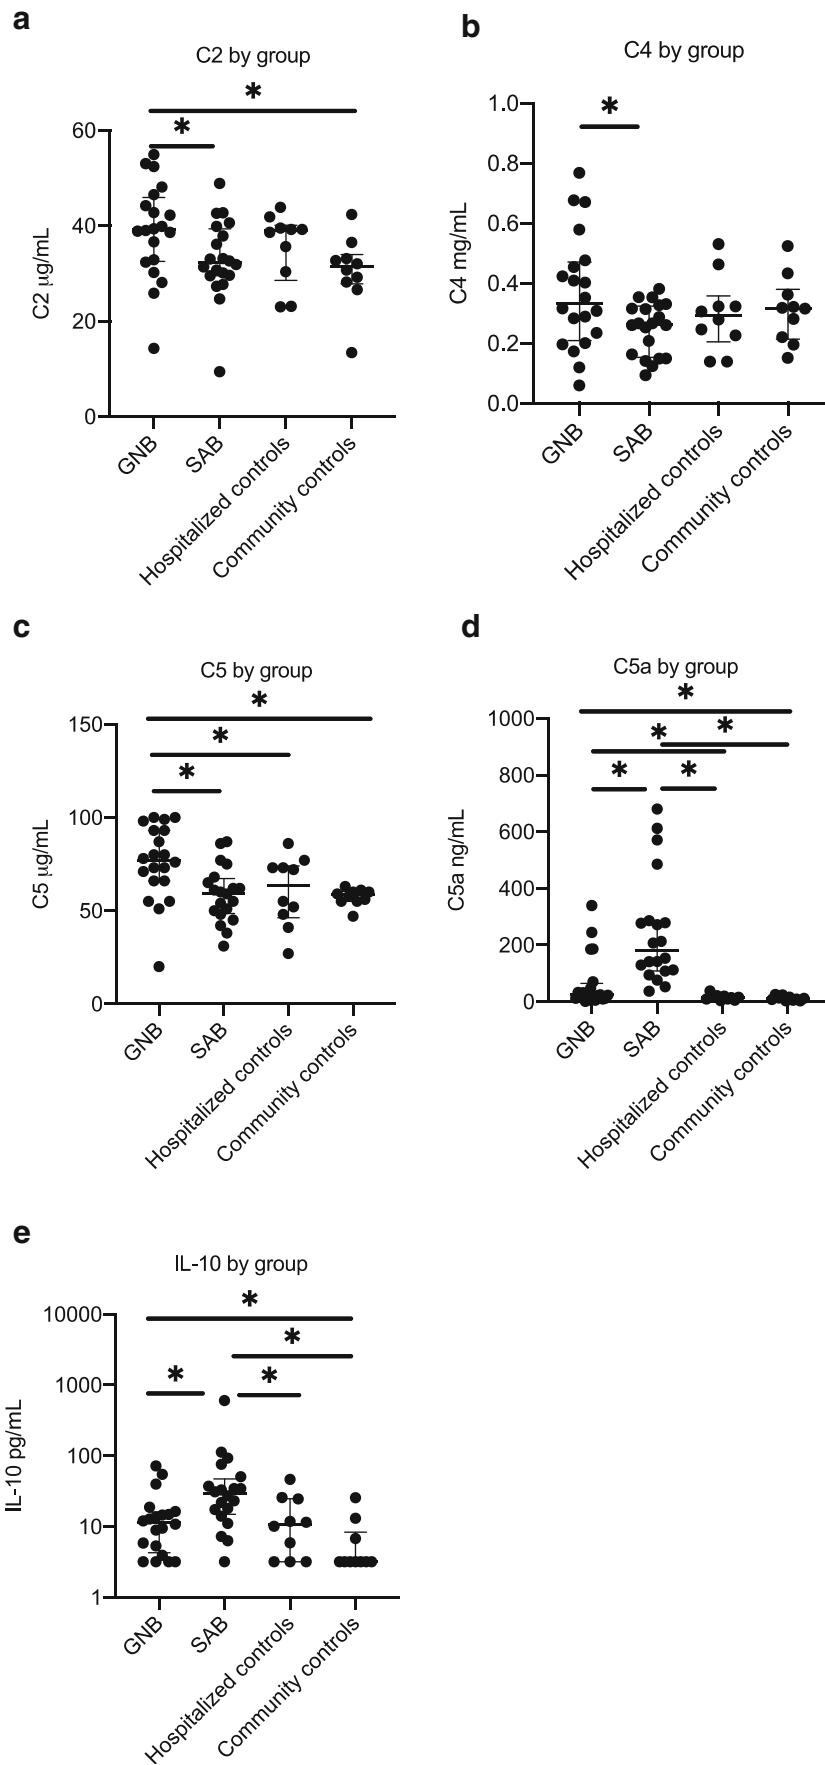 a
C2 by group
*
*
60
40
20
0
C2 µg/mL
GNB
SAB
Hospitalized controls
Community controls
b
C4 by group
*
1.0
0.8
0.6
0.4
0.2
0.0
C4 mg/mL
GNB
SAB
Hospitalized controls
Community controls
c
C5 by group
*
*
*
150
100
50
0
C5 µg/mL
GNB
SAB
Hospitalized controls
Community controls
d
C5a by group
*
*
*
*
*
1000
800
600
400
200
0
C5a ng/mL
GNB
SAB
Hospitalized controls
Community controls
e
IL-10 by group
*
*
*
*
10000
1000
100
10
1
IL-10 pg/mL
GNB
SAB
Hospitalized controls
Community controls